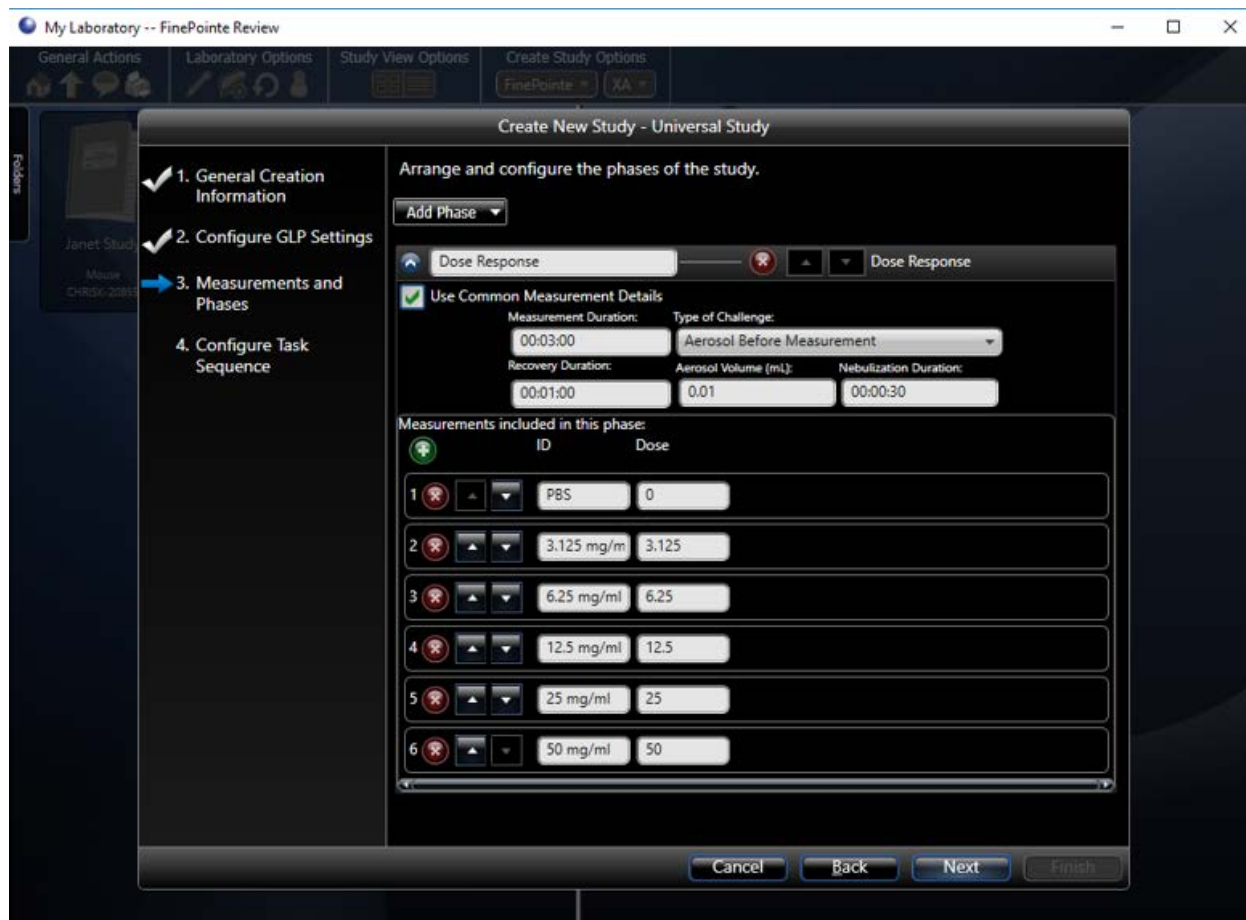 My Laboratory -- FinePointe Review
General Actions
Laboratory Options
Study View Options
Create Study Options
FinePointe
XA
Folders
Janet Study
Mouse
Create New Study - Universal Study
1. General Creation
Information
2. Configure GLP Settings
3. Measurements and
Phases
4. Configure Task
Sequence
Arrange and configure the phases of the study.
Add Phase
Dose Response
Dose Response
Use Common Measurement Details
Measurement Duration:
Type of Challenge:
00:03:00
Aerosol Before Measurement
Recovery Duration:
Aerosol Volume (mL):
Nebulization Duration:
00:01:00
0.01
00:00:30
Measurements included in this phase:
ID
Dose
1 PBS 0
2 3.125 mg/m 3.125
3 6.25 mg/ml 6.25
4 12.5 mg/ml 12.5
5 25 mg/ml 25
6 50 mg/ml 50
Cancel
Back
Next
Finish